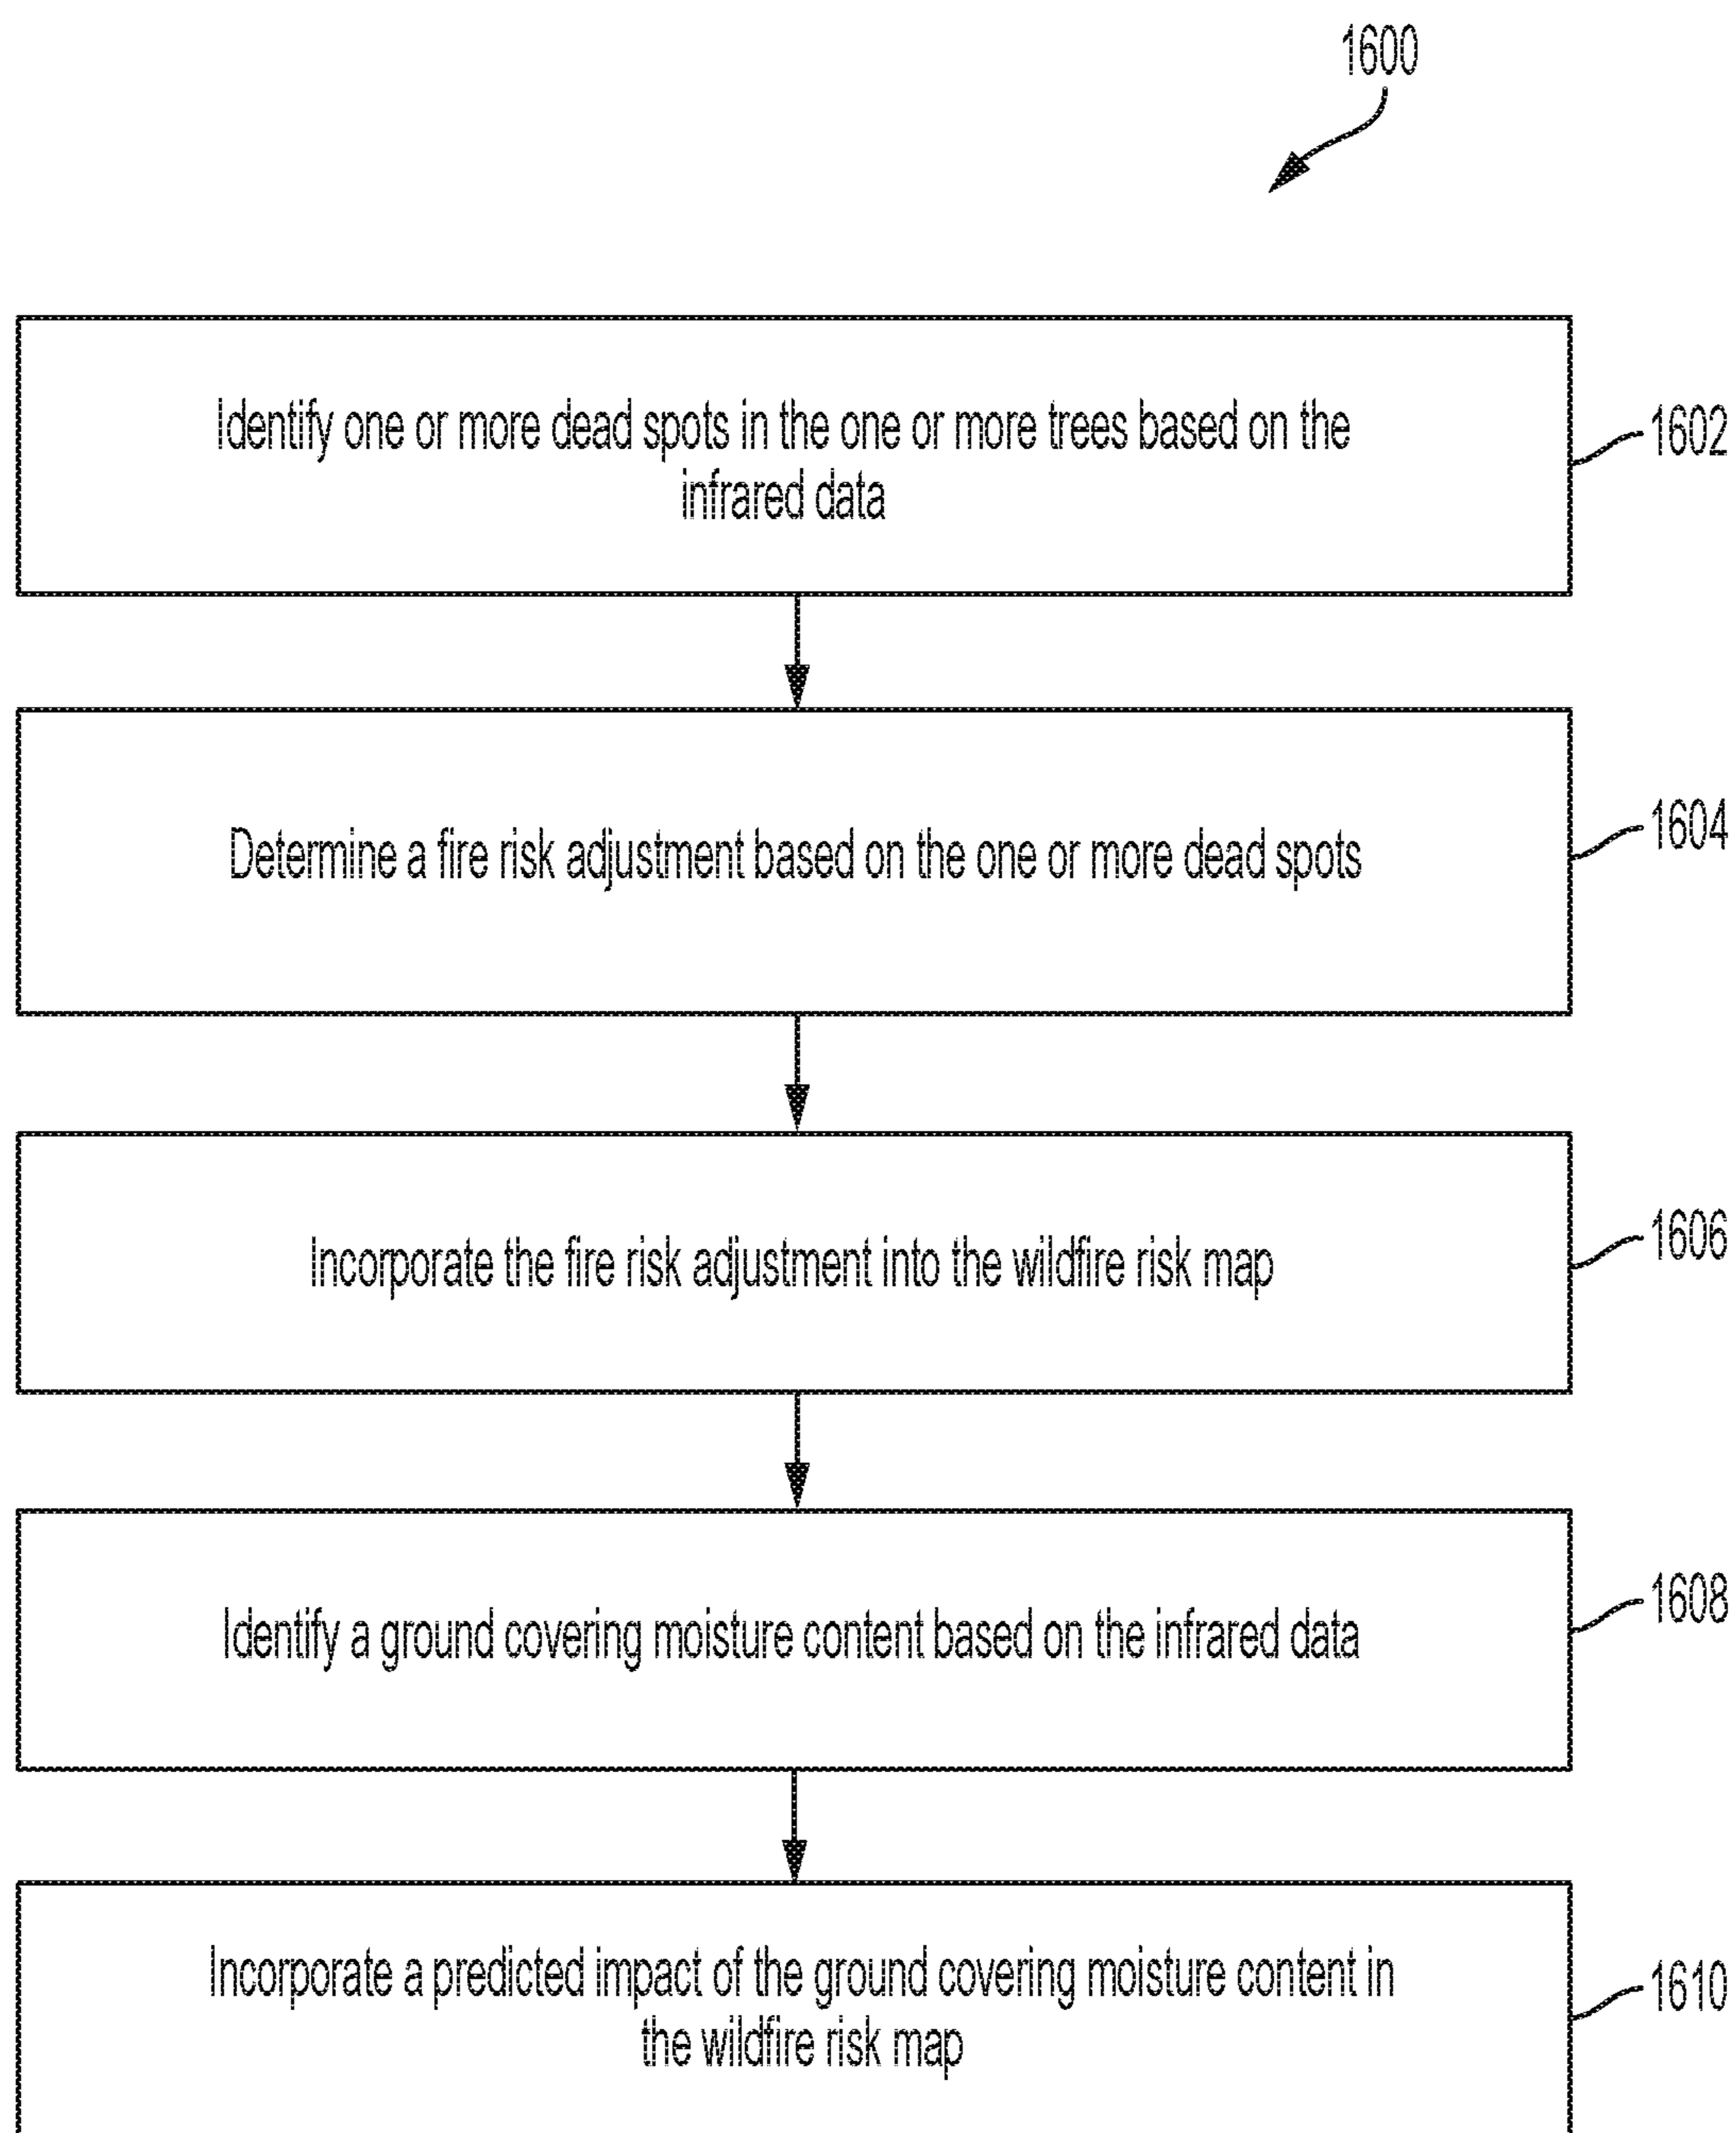 1600
Identify one or more dead spots in the one or more trees based on the
infrared data
1602
Determine a fire risk adjustment based on the one or more dead spots
1604
Incorporate the fire risk adjustment into the wildfire risk map
1606
Identify a ground covering moisture content based on the infrared data
1608
Incorporate a predicted impact of the ground covering moisture content in
the wildfire risk map
1610